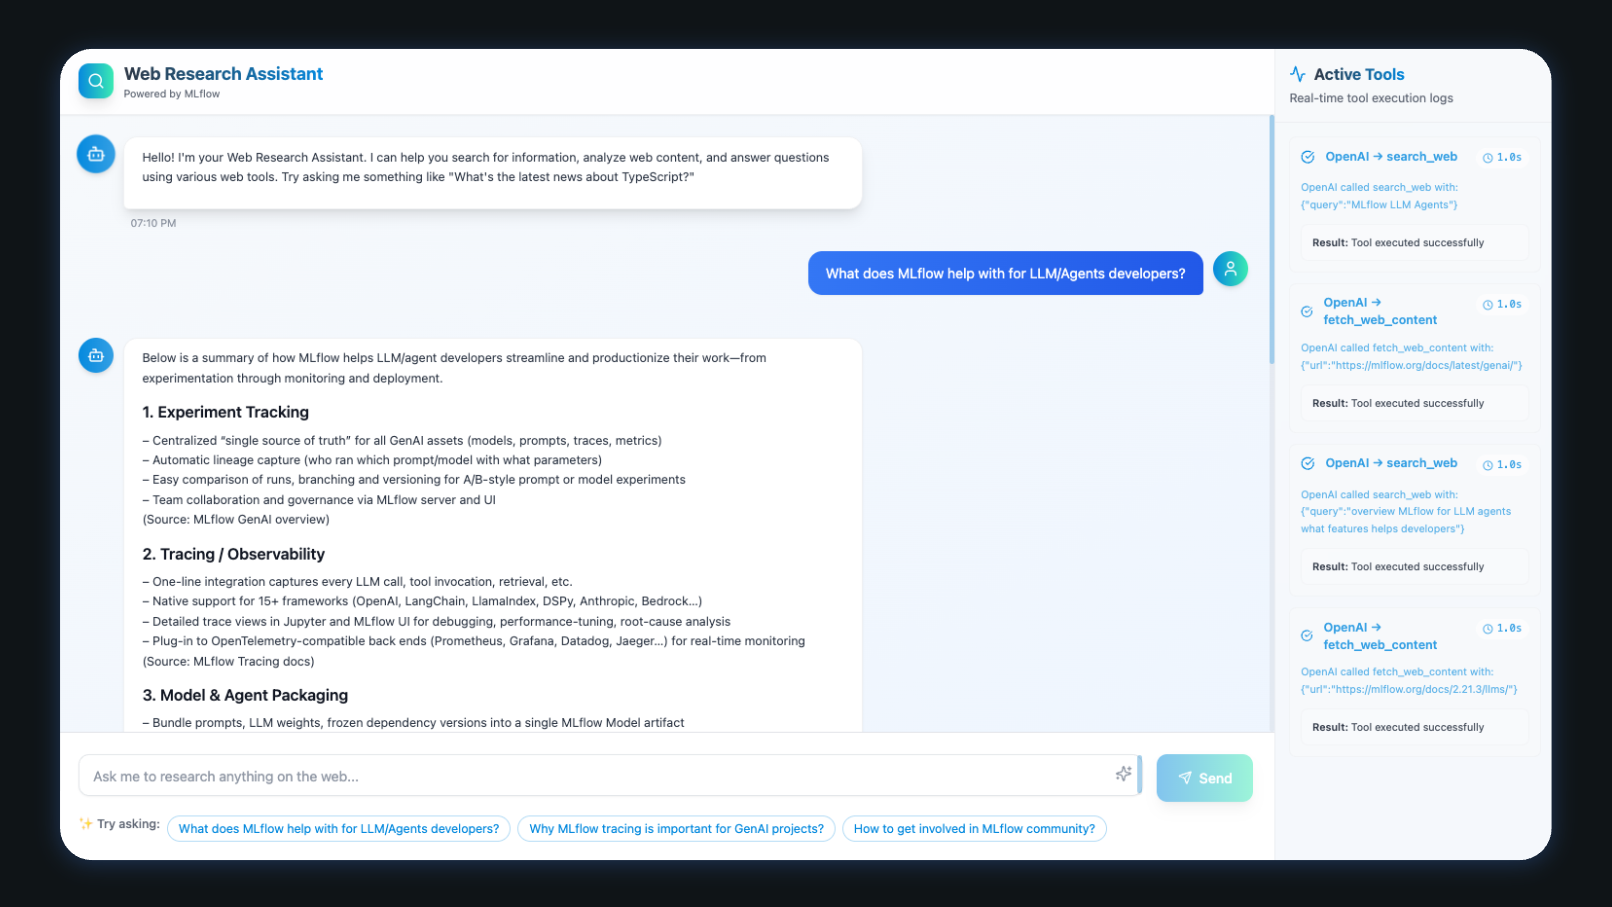 Web Research Assistant
Powered by MLflow
Hello! I'm your Web Research Assistant. I can help you search for information, analyze web content, and answer questions
using various web tools. Try asking me something like "What's the latest news about TypeScript?"
07:10 PM
What does MLflow help with for LLM/Agents developers?
Below is a summary of how MLflow helps LLM/agent developers streamline and productionize their work—from
experimentation through monitoring and deployment.
1. Experiment Tracking
– Centralized “single source of truth” for all GenAI assets (models, prompts, traces, metrics)
– Automatic lineage capture (who ran which prompt/model with what parameters)
– Easy comparison of runs, branching and versioning for A/B-style prompt or model experiments
– Team collaboration and governance via MLflow server and UI
(Source: MLflow GenAI overview)
2. Tracing / Observability
– One-line integration captures every LLM call, tool invocation, retrieval, etc.
– Native support for 15+ frameworks (OpenAI, LangChain, LlamaIndex, DSPy, Anthropic, Bedrock…)
– Detailed trace views in Jupyter and MLflow UI for debugging, performance-tuning, root-cause analysis
– Plug-in to OpenTelemetry-compatible back ends (Prometheus, Grafana, Datadog, Jaeger…) for real-time monitoring
(Source: MLflow Tracing docs)
3. Model & Agent Packaging
– Bundle prompts, LLM weights, frozen dependency versions into a single MLflow Model artifact
Ask me to research anything on the web...
Send
✨ Try asking:
What does MLflow help with for LLM/Agents developers?
Why MLflow tracing is important for GenAI projects?
How to get involved in MLflow community?
Active Tools
Real-time tool execution logs
OpenAI → search_web
1.0s
OpenAI called search_web with:
{"query":"MLflow LLM Agents"}
Result: Tool executed successfully
OpenAI →
fetch_web_content
1.0s
OpenAI called fetch_web_content with:
{"url":"https://mlflow.org/docs/latest/genai/"}
Result: Tool executed successfully
OpenAI → search_web
1.0s
OpenAI called search_web with:
{"query":"overview MLflow for LLM agents
what features helps developers"}
Result: Tool executed successfully
OpenAI →
fetch_web_content
1.0s
OpenAI called fetch_web_content with:
{"url":"https://mlflow.org/docs/2.21.3/llms/"}
Result: Tool executed successfully